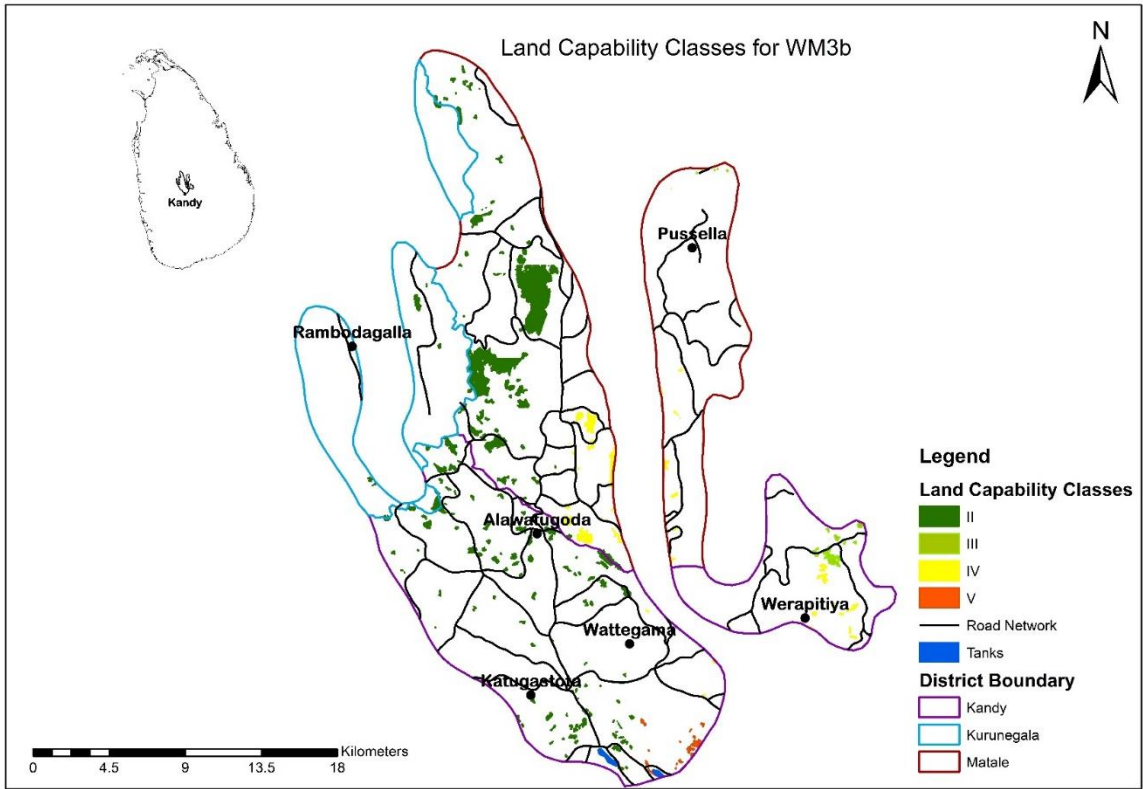 Land Capability Classes for WM3b
N
Kandy
Pussella
Rambodagalla
Alawatugoda
Werapitiya
Wattegama
Katugastota
Legend
Land Capability Classes
II
III
IV
V
Road Network
Tanks
District Boundary
Kandy
Kurunegala
Matale
Kilometers
0 4.5 9 13.5 18